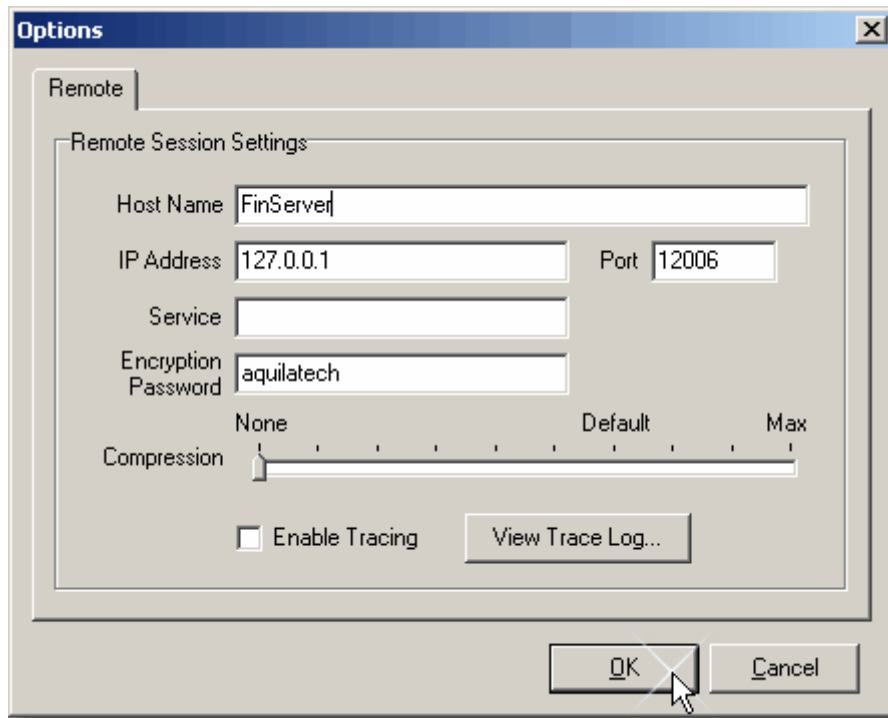 Options
Remote
Remote Session Settings
Host Name FinServer
IP Address 127.0.0.1 Port 12006
Service
Encryption
Password aquilatech
None Default Max
Compression
Enable Tracing View Trace Log...
OK Cancel